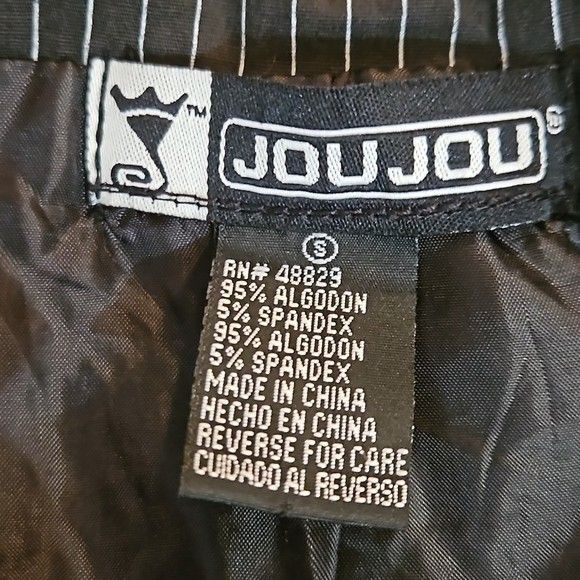 TM
JOUJOU
®
S
RN# 48829
95% ALGODON
5% SPANDEX
95% ALGODON
5% SPANDEX
MADE IN CHINA
HECHO EN CHINA
REVERSE FOR CARE
CUIDADO AL REVERSO